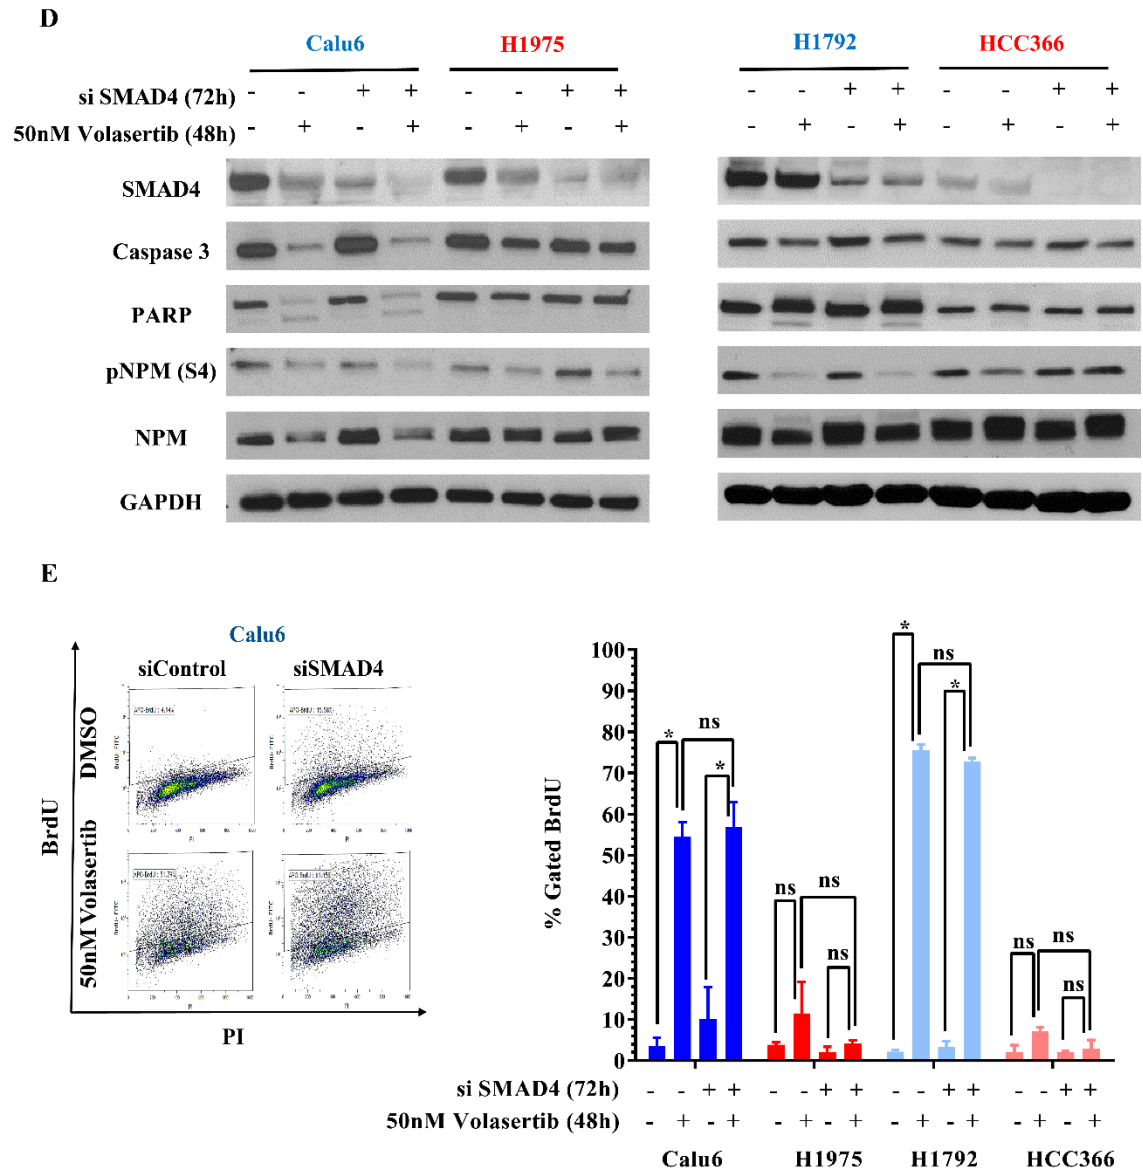 D
Calu6 H1975 H1792 HCC366
si SMAD4 (72h) - - + + - - + + - - + + - - + +
50nM Volasertib (48h) - + - + - + - + - + - + - + - +
SMAD4
Caspase 3
PARP
pNPM (S4)
NPM
GAPDH
E
Calu6
siControl siSMAD4
DMSO
50nM Volasertib
BrdU
PI
BrdU- FITC
PI
% Gated BrdU
100
90
80
70
60
50
40
30
20
10
0
* ns *
ns ns ns
* ns *
ns ns ns
si SMAD4 (72h) - - + + - - + + - - + + - - + +
50nM Volasertib (48h) - + - + - + - + - + - + - + - +
Calu6 H1975 H1792 HCC366